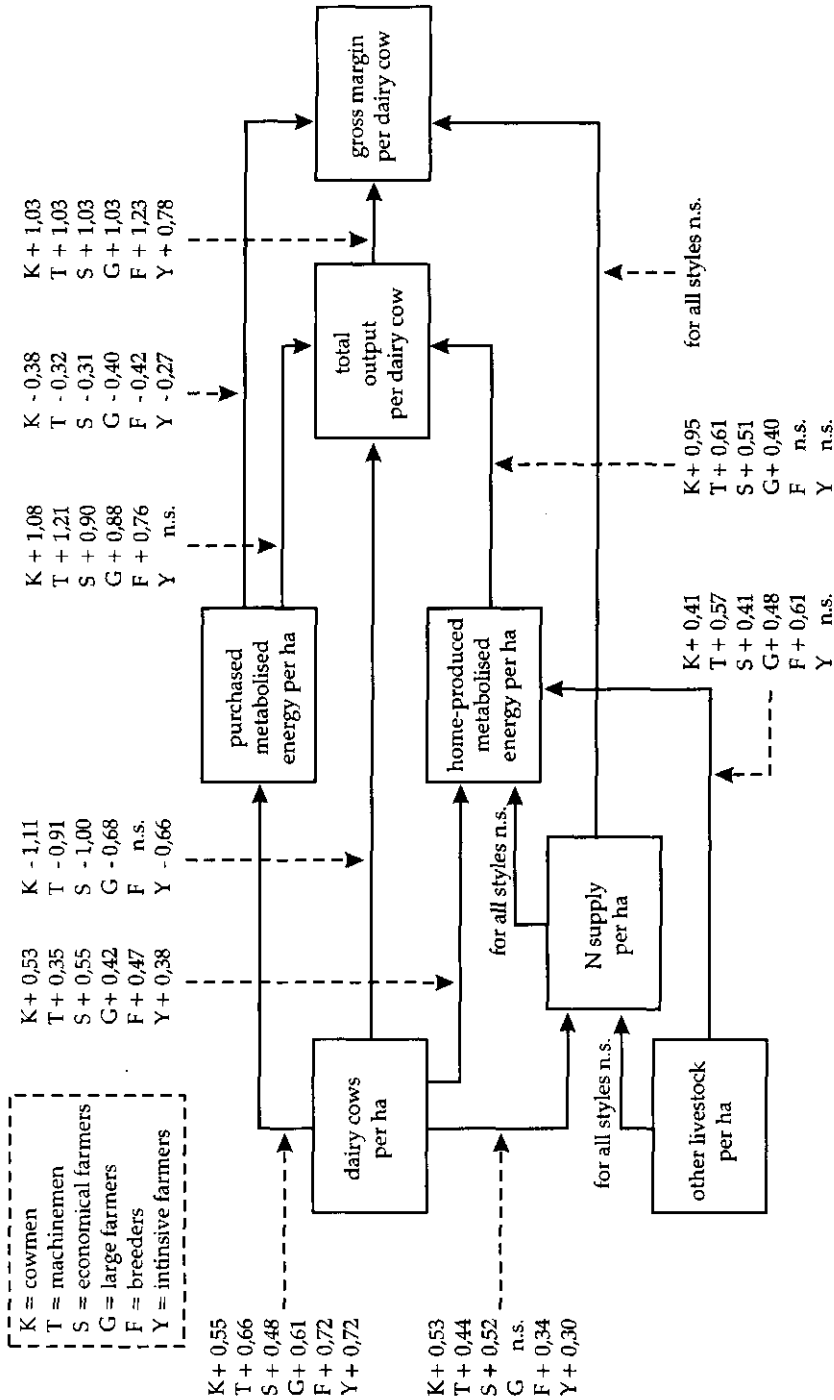 K = cowmen
T = machinemen
S = economical farmers
G = large farmers
F = breeders
Y = intinsive farmers
K + 0,53
T + 0,35
S + 0,55
G + 0,42
F + 0,47
Y + 0,38
K - 1,11
T - 0,91
S - 1,00
G - 0,68
F n.s.
Y - 0,66
K + 1,08
T + 1,21
S + 0,90
G + 0,88
F + 0,76
Y n.s.
K - 0,38
T - 0,32
S - 0,31
G - 0,40
F - 0,42
Y - 0,27
K + 1,03
T + 1,03
S + 1,03
G + 1,03
F + 1,23
Y + 0,78
purchased
metabolised
energy per ha
dairy cows
per ha
total
output
per dairy cow
gross margin
per dairy cow
home-produced
metabolised
energy per ha
for all styles n.s.
N supply
per ha
for all styles n.s.
other livestock
per ha
for all styles n.s.
K + 0,55
T + 0,66
S + 0,48
G + 0,61
F + 0,72
Y + 0,72
K + 0,53
T + 0,44
S + 0,52
G n.s.
F + 0,34
Y + 0,30
K + 0,41
T + 0,57
S + 0,41
G + 0,48
F + 0,61
Y n.s.
K + 0,95
T + 0,61
S + 0,51
G + 0,40
F n.s.
Y n.s.